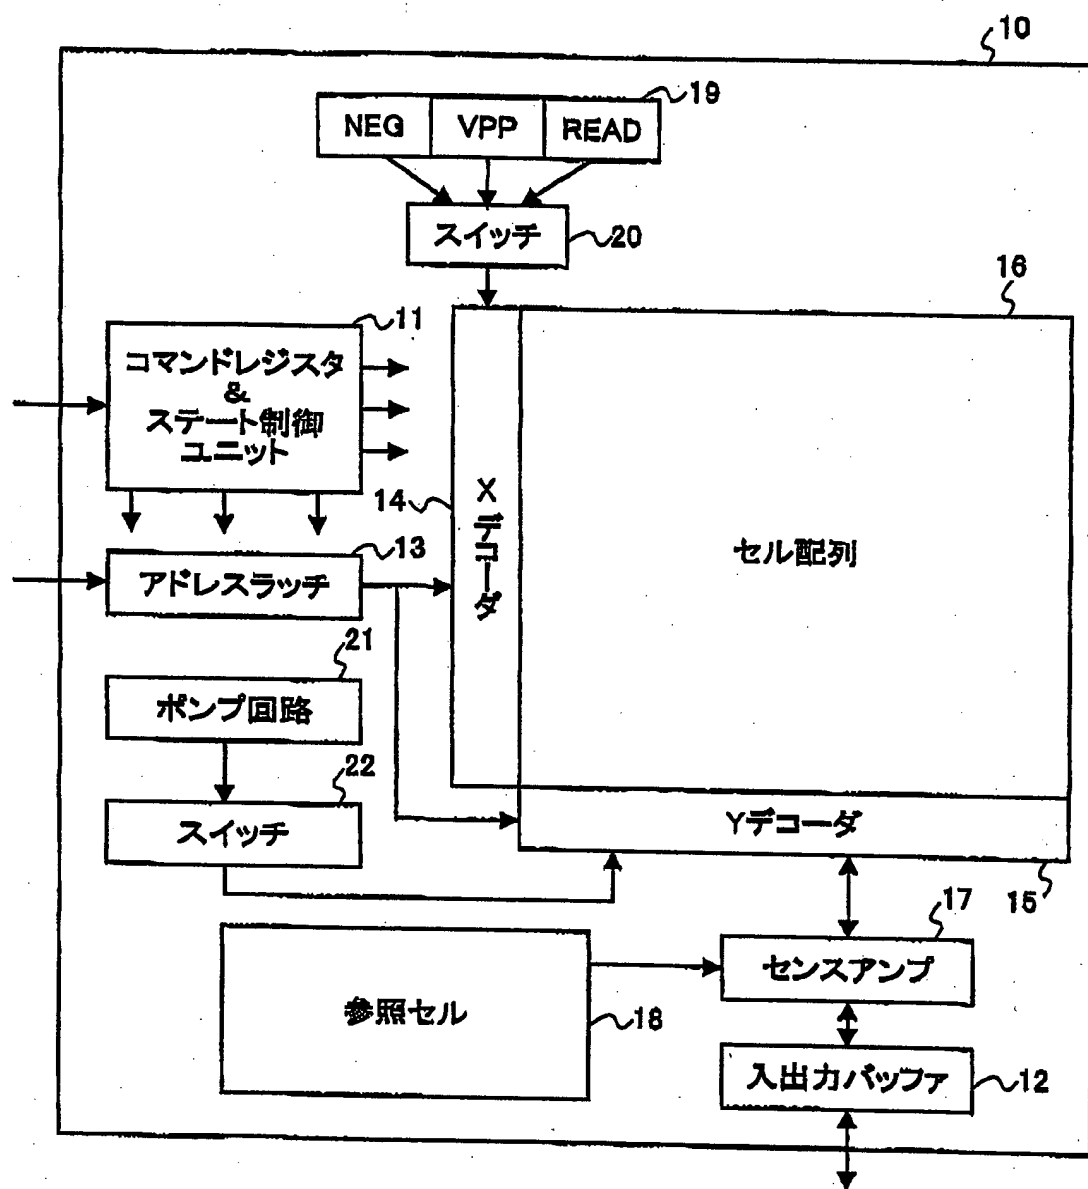 10
19
NEG VPP READ
スイッチ
20
16
11
コマンドレジスタ
&
ステート制御
ユニット
14
Xデコーダ
セル配列
13
アドレスラッチ
21
ポンプ回路
22
スイッチ
Yデコーダ
15
17
センスアンプ
参照セル
18
入出力バッファ
12